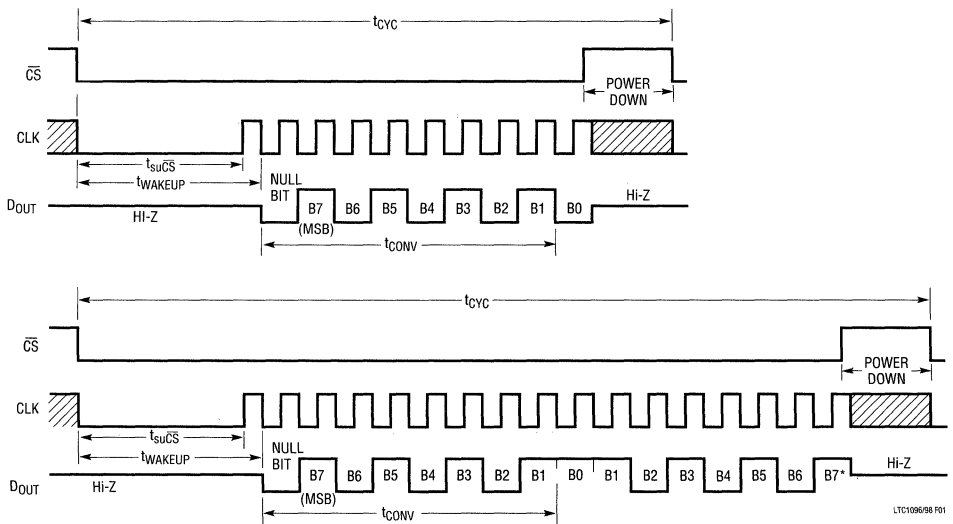 tCYC
CS
POWER DOWN
CLK
tsuCS
tWAKEUP
NULL BIT
DOUT
HI-Z
B7 B6 B5 B4 B3 B2 B1 B0
(MSB)
Hi-Z
tCONV
tCYC
CS
POWER DOWN
CLK
tsuCS
tWAKEUP
NULL BIT
DOUT
Hi-Z
B7 B6 B5 B4 B3 B2 B1 B0 B1 B2 B3 B4 B5 B6 B7*
(MSB)
Hi-Z
tCONV
LTC1096/98 F01